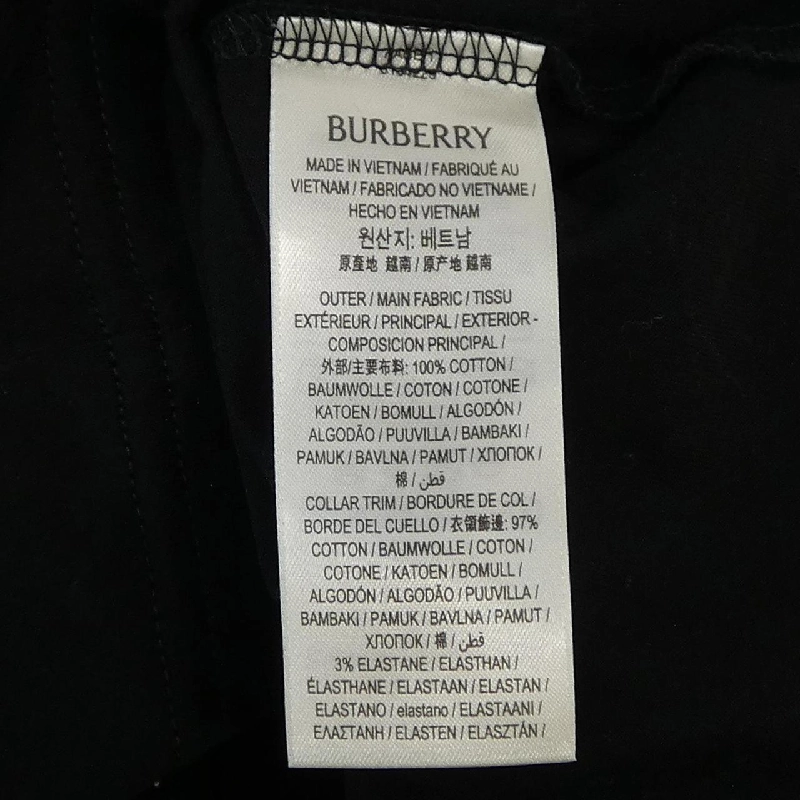 BURBERRY
MADE IN VIETNAM / FABRIQUÉ AU
VIETNAM / FABRICADO NO VIETNAME /
HECHO EN VIETNAM
원산지: 베트남
原產地 越南 / 原产地 越南
OUTER / MAIN FABRIC / TISSU
EXTÉRIEUR / PRINCIPAL / EXTERIOR -
COMPOSICION PRINCIPAL /
外部/主要布料: 100% COTTON /
BAUMWOLLE / COTON / COTONE /
KATOEN / BOMULL / ALGODÓN /
ALGODÃO / PUUVILLA / BAMBAKI /
PAMUK / BAVLNA / PAMUT / ХЛОПОК /
棉 / قطن
COLLAR TRIM / BORDURE DE COL /
BORDE DEL CUELLO / 衣領飾邊: 97%
COTTON / BAUMWOLLE / COTON /
COTONE / KATOEN / BOMULL /
ALGODÓN / ALGODÃO / PUUVILLA /
BAMBAKI / PAMUK / BAVLNA / PAMUT /
ХЛОПОК / 棉 / قطن
3% ELASTANE / ELASTHAN /
ÉLASTHANE / ELASTAAN / ELASTAN /
ELASTANO / elastano / ELASTAANI /
ΕΛΑΣΤΑΝΗ / ELASTEN / ELASZTÁN /